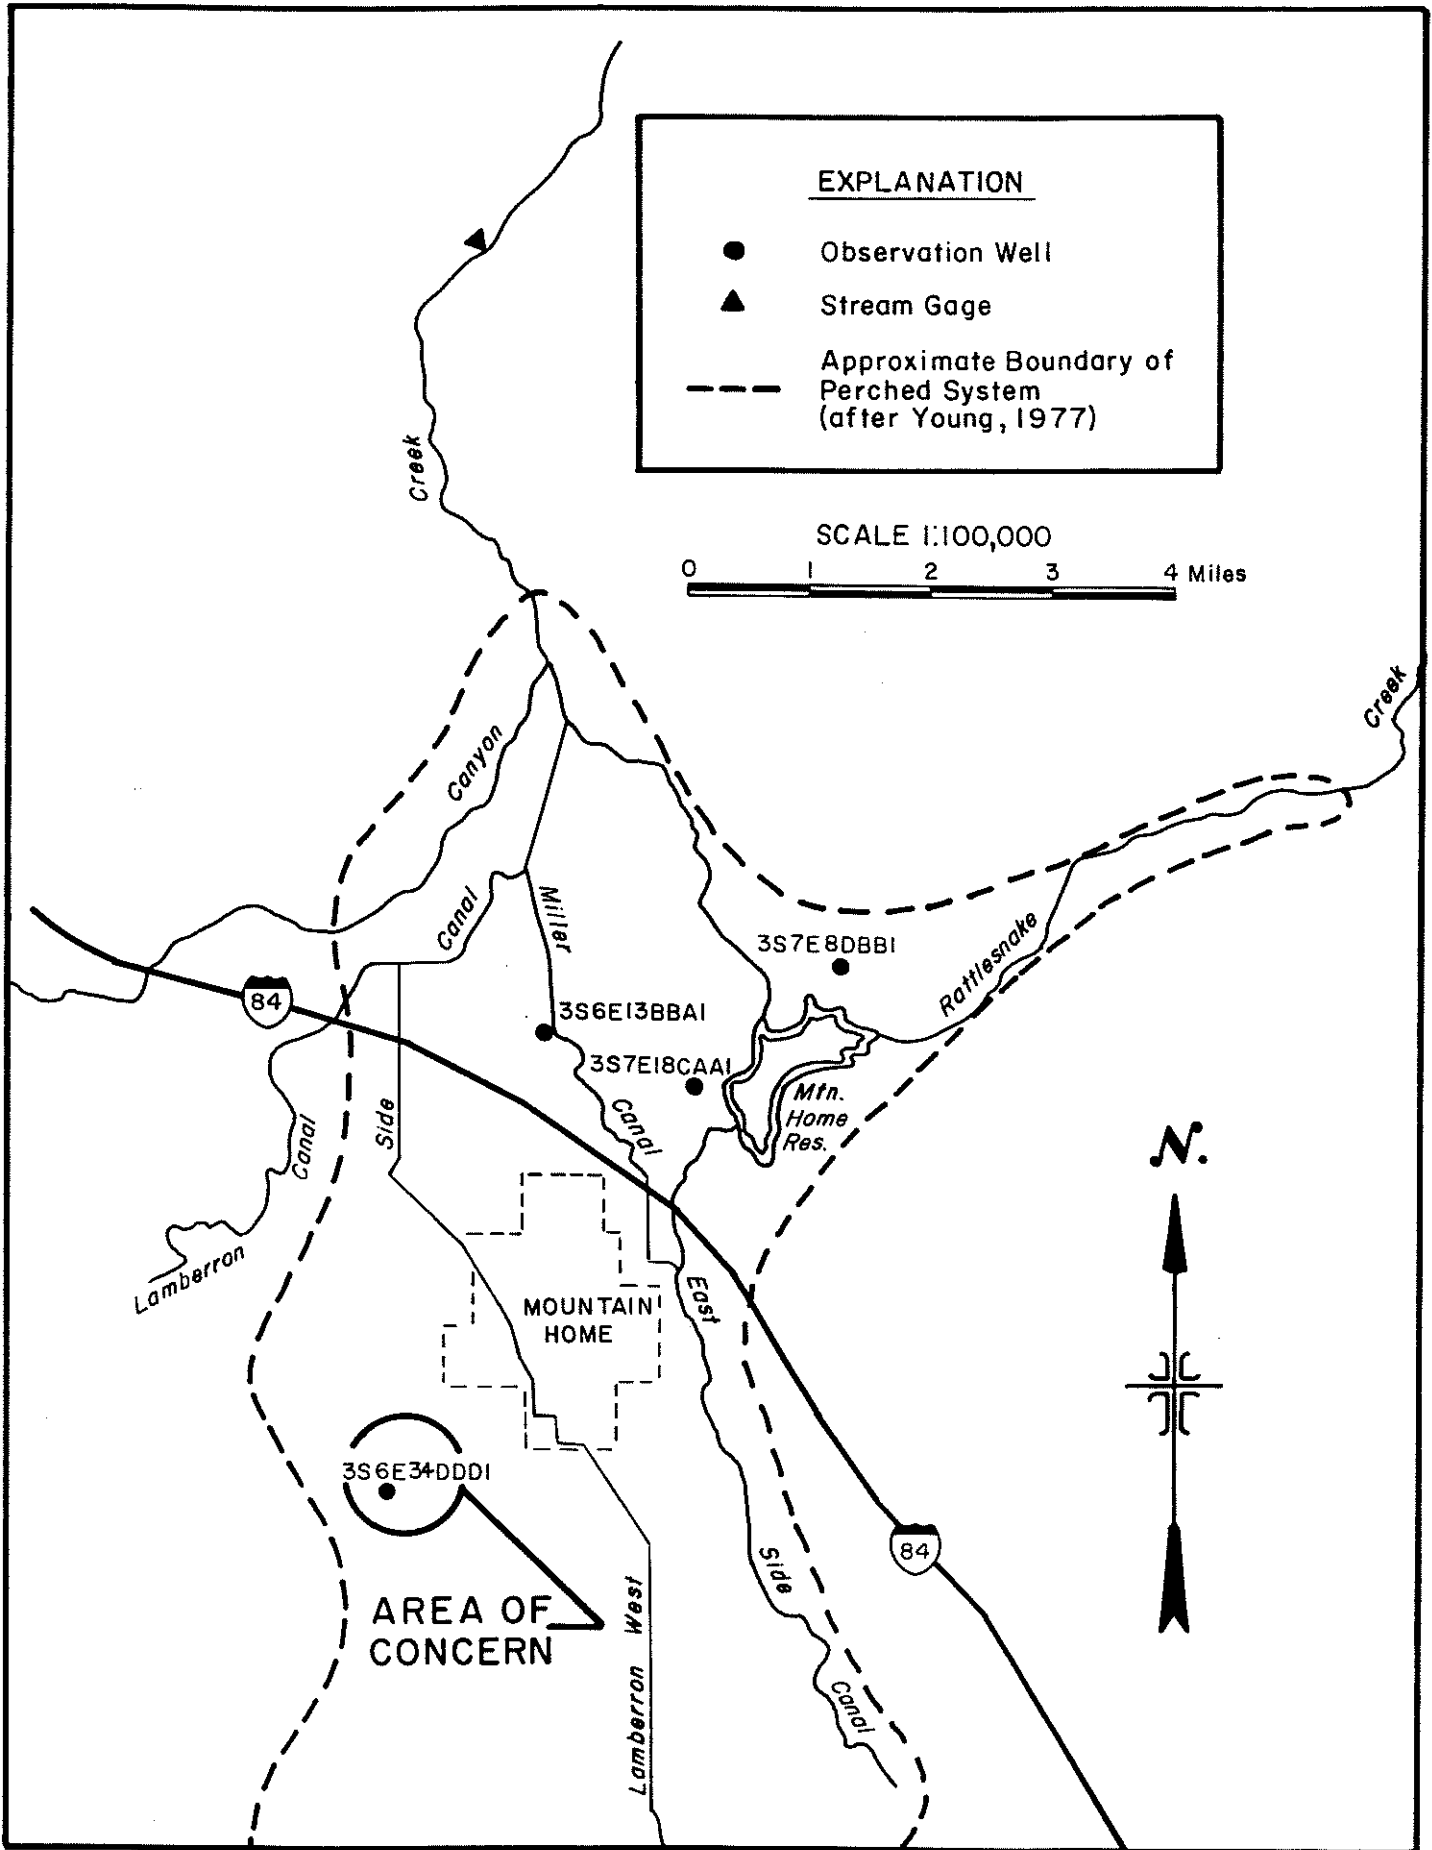 EXPLANATION
Observation Well
Stream Gage
Approximate Boundary of
Perched System
(after Young, 1977)
SCALE 1:100,000
0 1 2 3 4 Miles
Creek
Creek
Canyon
Canal
Miller
3S7E8DBB1
Rattlesnake
84
3S6E13BBA1
3S7E18CAA1
Canal
Mtn.
Home
Res.
Side
Canal
N.
Lamberron
East
MOUNTAIN
HOME
3S6E34DDD1
84
Side
AREA OF
CONCERN
West
Lamberron
Canal